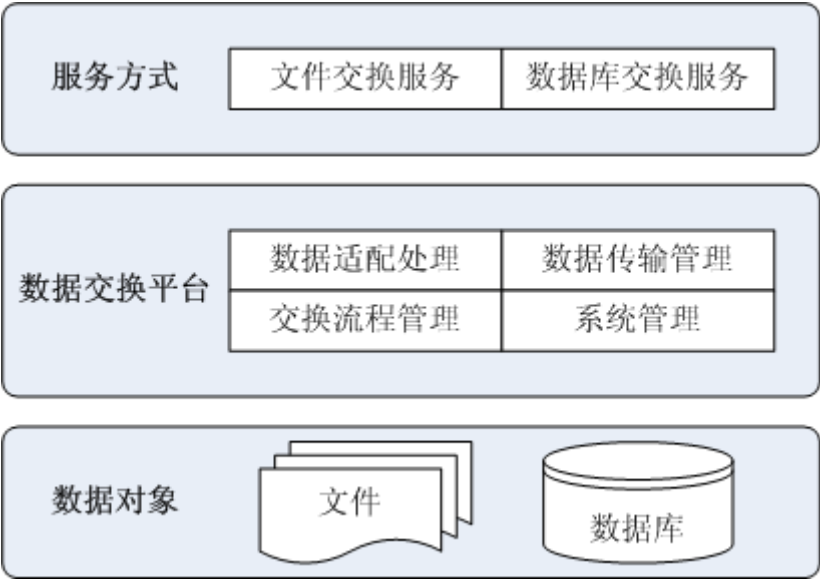 服务方式
文件交换服务
数据库交换服务
数据交换平台
数据适配处理
数据传输管理
交换流程管理
系统管理
数据对象
文件
数据库